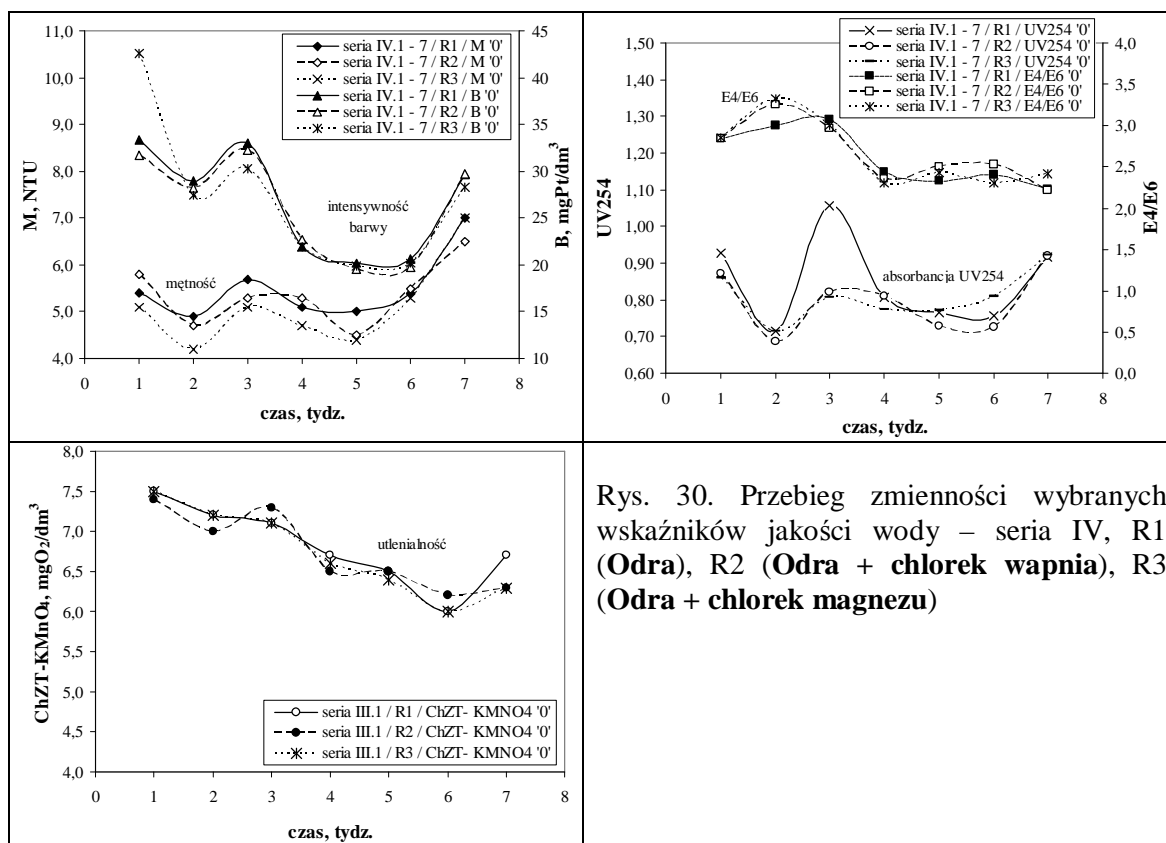 11,0
10,0
9,0
8,0
7,0
6,0
5,0
4,0
M, NTU
45
40
35
30
25
20
15
10
B, mgPt/dm³
seria IV.1 - 7 / R1 / M '0'
seria IV.1 - 7 / R2 / M '0'
seria IV.1 - 7 / R3 / M '0'
seria IV.1 - 7 / R1 / B '0'
seria IV.1 - 7 / R2 / B '0'
seria IV.1 - 7 / R3 / B '0'
intensywność
barwy
mętność
0 1 2 3 4 5 6 7 8
czas, tydz.
1,50
1,40
1,30
1,20
1,10
1,00
0,90
0,80
0,70
0,60
UV254
4,0
3,5
3,0
2,5
2,0
1,5
1,0
0,5
0,0
E4/E6
seria IV.1 - 7 / R1 / UV254 '0'
seria IV.1 - 7 / R2 / UV254 '0'
seria IV.1 - 7 / R3 / UV254 '0'
seria IV.1 - 7 / R1 / E4/E6 '0'
seria IV.1 - 7 / R2 / E4/E6 '0'
seria IV.1 - 7 / R3 / E4/E6 '0'
E4/E6
absorbancja UV254
0 1 2 3 4 5 6 7 8
czas, tydz.
8,0
7,5
7,0
6,5
6,0
5,5
5,0
4,5
4,0
ChZT-KMnO₄, mgO₂/dm³
utlenialność
seria III.1 / R1 / ChZT- KMNO4 '0'
seria III.1 / R2 / ChZT- KMNO4 '0'
seria III.1 / R3 / ChZT- KMNO4 '0'
0 1 2 3 4 5 6 7 8
czas, tydz.
Rys. 30. Przebieg zmienności wybranych
wskaźników jakości wody – seria IV, R1
(Odra), R2 (Odra + chlorek wapnia), R3
(Odra + chlorek magnezu)